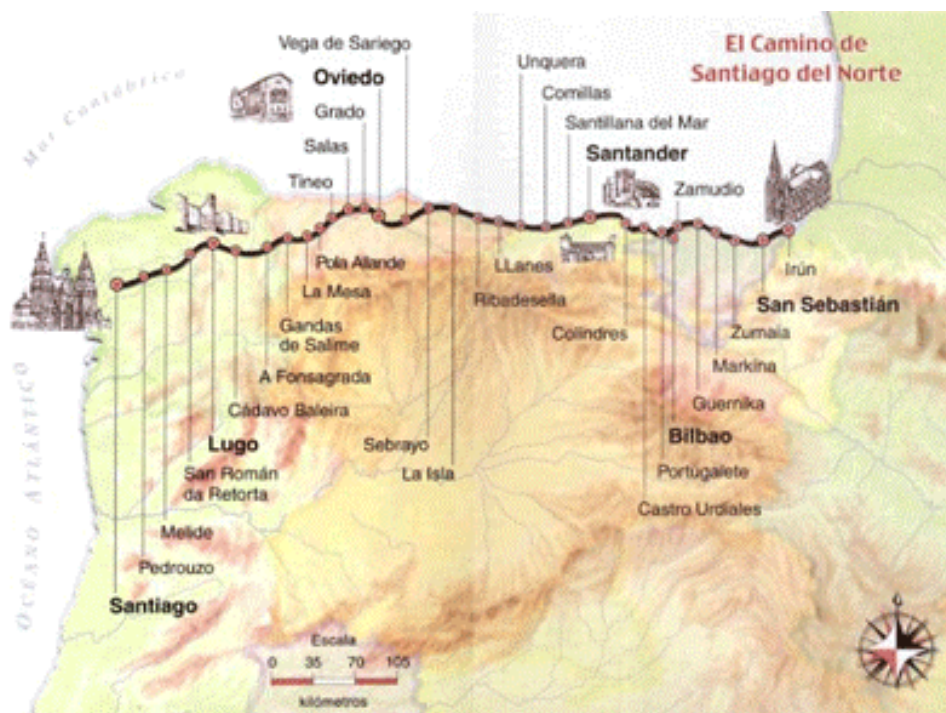 El Camino de
Santiago del Norte
Vega de Sariego
Oviedo
Grado
Salas
Tineo
Unquera
Comillas
Santillana del Mar
Santander
Zamudio
Mar Cantábrico
Pola Allande
La Mesa
Gandas
de Salime
A Fonsagrada
Cádavo Baleira
Lugo
San Román
da Retorta
Melide
Pedrouzo
Santiago
LLanes
Ribadesella
Sebrayo
La Isla
Colindres
Irún
San Sebastián
Zumaia
Markina
Guernika
Bilbao
Portugalete
Castro Urdiales
OCÉANO ATLÁNTICO
Escala
0 35 70 105
kilómetros